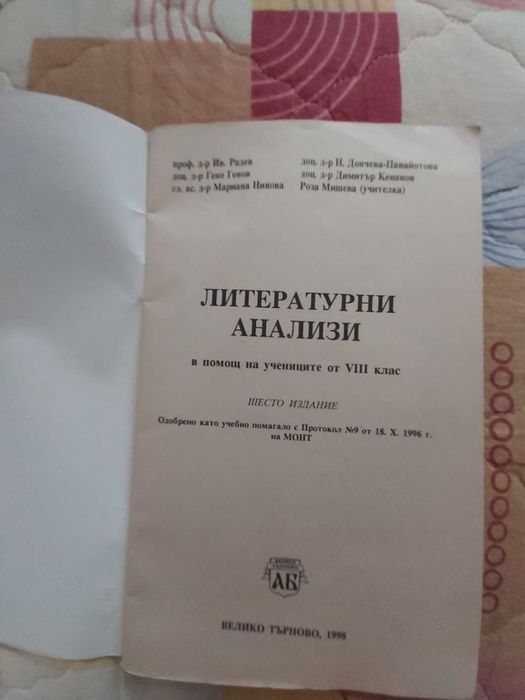 проф. д-р Ив. Радев доц. д-р Н. Дончева-Панайотова
доц. д-р Гено Генов доц. д-р Димитър Кенанов
гл. ас. д-р Мариана Нинова Роза Мишева (учителка)
ЛИТЕРАТУРНИ
АНАЛИЗИ
в помощ на учениците от VIII клас
ШЕСТО ИЗДАНИЕ
Одобрено като учебно помагало с Протокол №9 от 18. X. 1996 г.
на МОНТ
АБ
ВЕЛИКО ТЪРНОВО, 1998